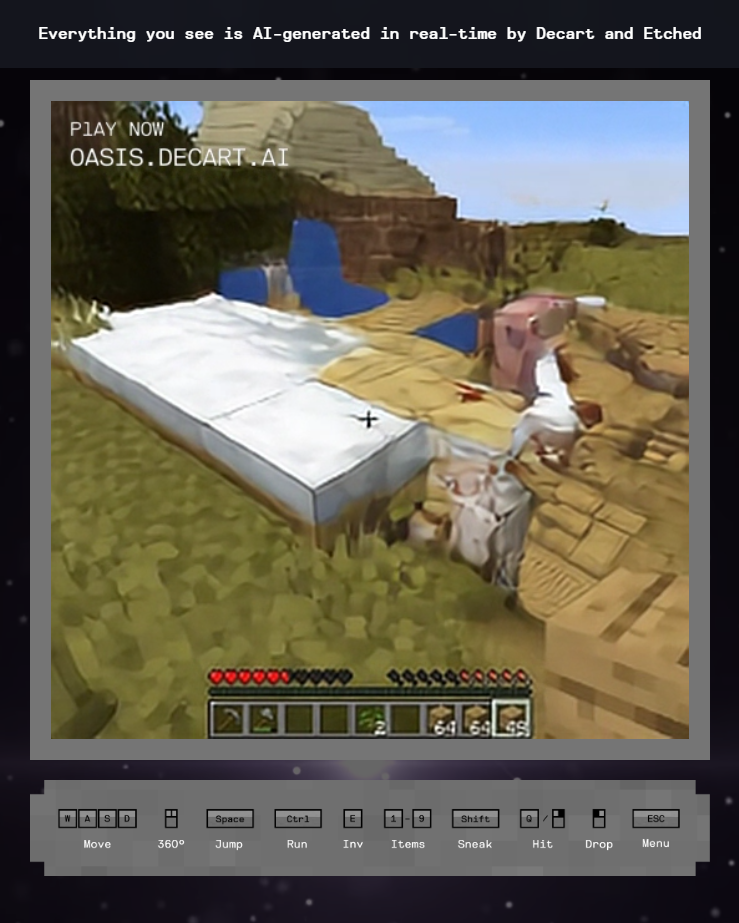 Everything you see is AI-generated in real-time by Decart and Etched
PlAY NOW
OASIS.DECART.AI
2 64 64
W A S D Space Ctrl E 1 - 9 Shift Q / ESC
Move 360º Jump Run Inv Items Sneak Hit Drop Menu